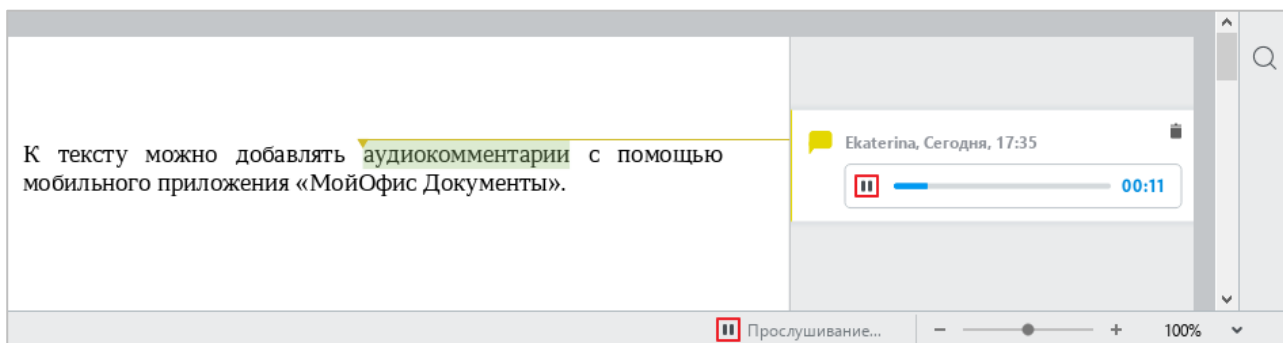 К тексту можно добавлять аудиокомментарии с помощью
мобильного приложения «МойОфис Документы».
Ekaterina, Сегодня, 17:35
00:11
Прослушивание...
100%